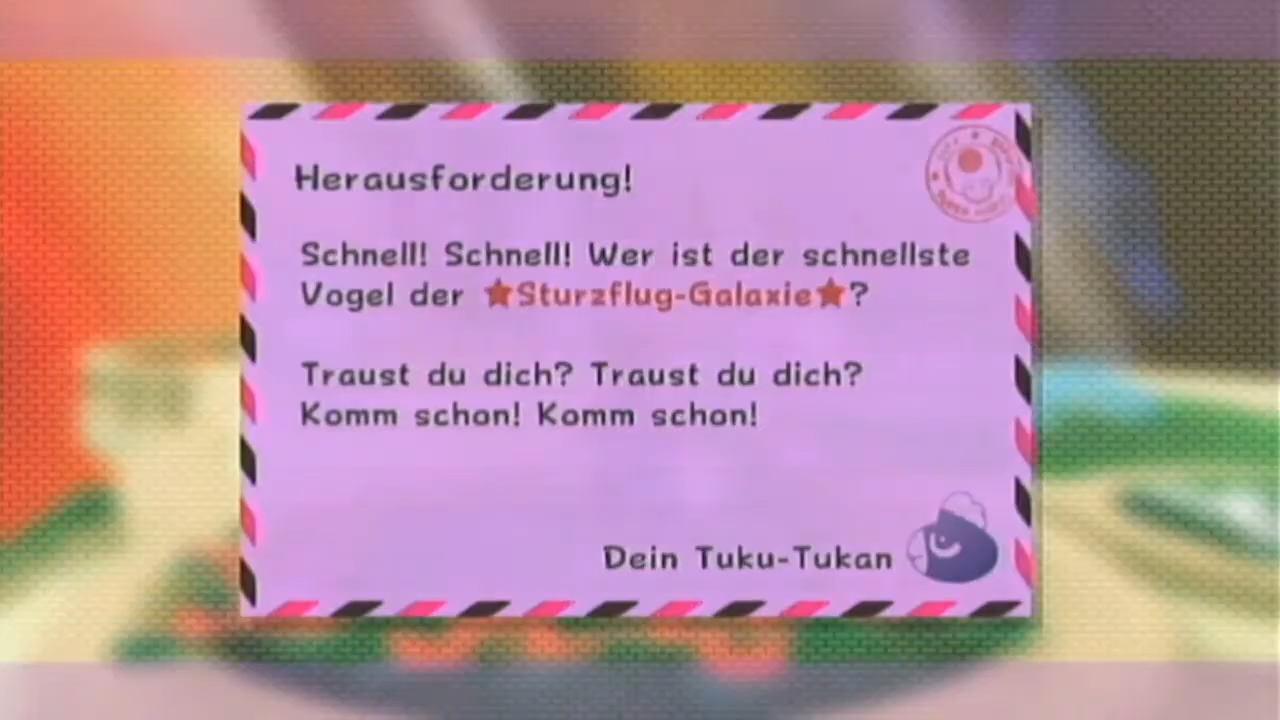 Herausforderung!
Schnell! Schnell! Wer ist der schnellste
Vogel der ★Sturzflug-Galaxie★?
Traust du dich? Traust du dich?
Komm schon! Komm schon!
Dein Tuku-Tukan